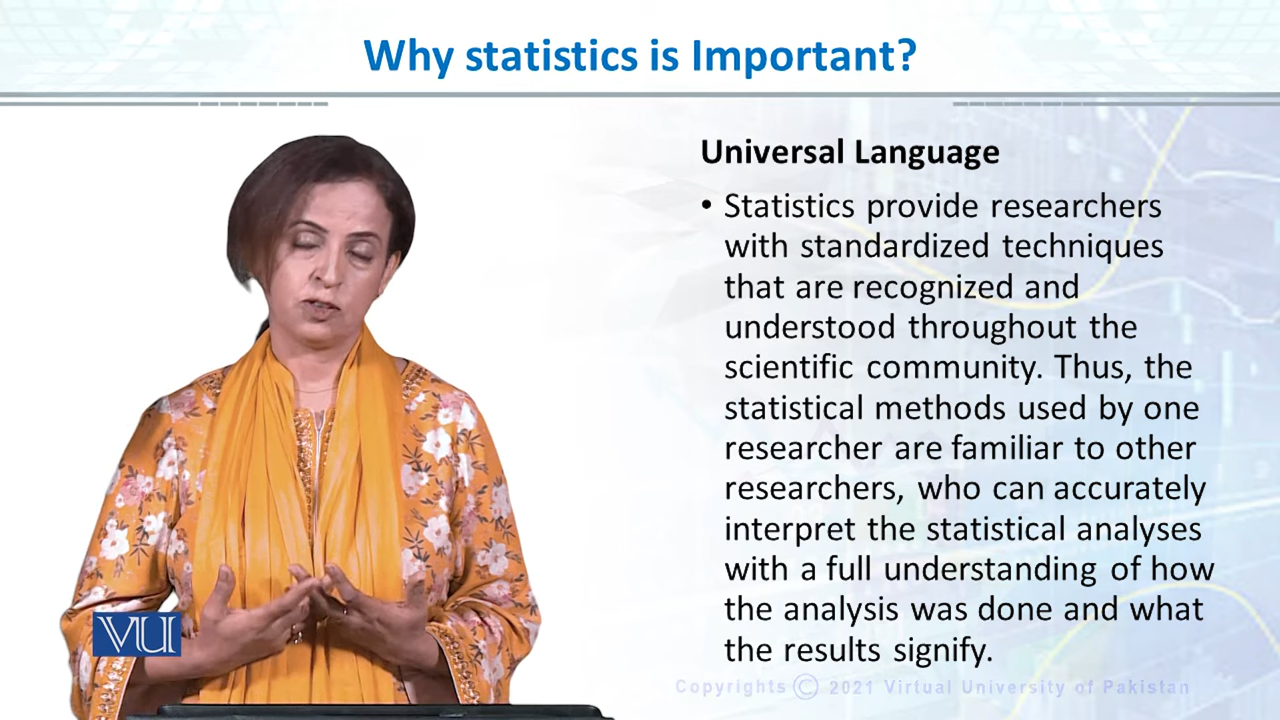 Why statistics is Important?
Universal Language
• Statistics provide researchers
with standardized techniques
that are recognized and
understood throughout the
scientific community. Thus, the
statistical methods used by one
researcher are familiar to other
researchers, who can accurately
interpret the statistical analyses
with a full understanding of how
the analysis was done and what
the results signify.
VU
Copyrights © 2021 Virtual University of Pakistan